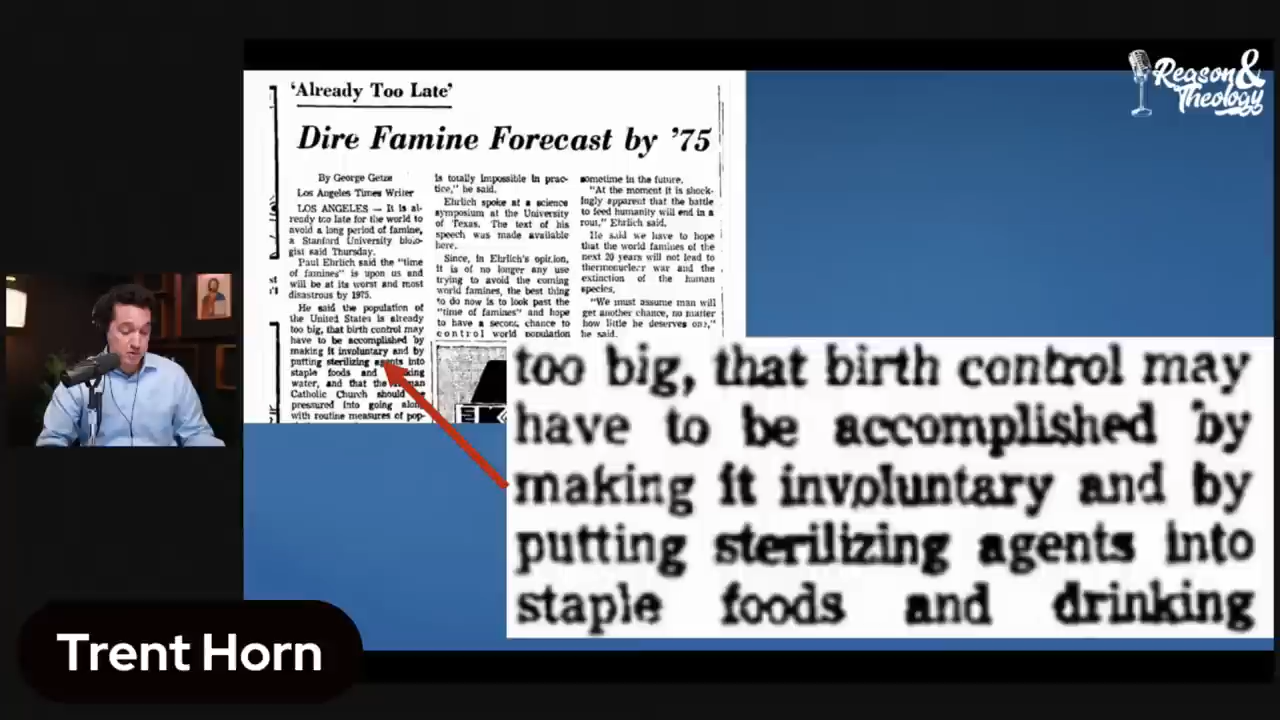 Reason &
Theology
'Already Too Late'
Dire Famine Forecast by '75
By George Getze
Los Angeles Times Writer
LOS ANGELES — It is al-
ready too late for the world to
avoid a long period of famine,
a Stanford University biolo-
gist said Thursday.
Paul Ehrlich said the "time
of famines" is upon us and
will be at its worst and most
disastrous by 1975.
He said the population of
the United States is already
too big, that birth control may
have to be accomplished by
making it involuntary and by
putting sterilizing agents into
staple foods and
water, and that the
Catholic Church should
pressured into going
with routine measures of pop-
is totally impossible in prac-
tice," he said.
Ehrlich spoke at a science
symposium at the University
of Texas. The text of his
speech was made available
here.
Since, in Ehrlich's opinion,
it is of no longer any use
trying to avoid the coming
world famines, the best thing
to do now is to look past the
"time of famines" and hope
to have a second chance to
control world population
sometime in the future.
"At the moment it is shock-
ingly apparent that the battle
to feed humanity will end in a
rout," Ehrlich said.
He said we have to hope
that the world famines of the
next 20 years will not lead to
thermonuclear war and the
extinction of the human
species.
"We must assume man will
get another chance, no matter
how little he deserves one,"
he said.
too big, that birth control may
have to be accomplished by
making it involuntary and by
putting sterilizing agents into
staple foods and drinking
Trent Horn